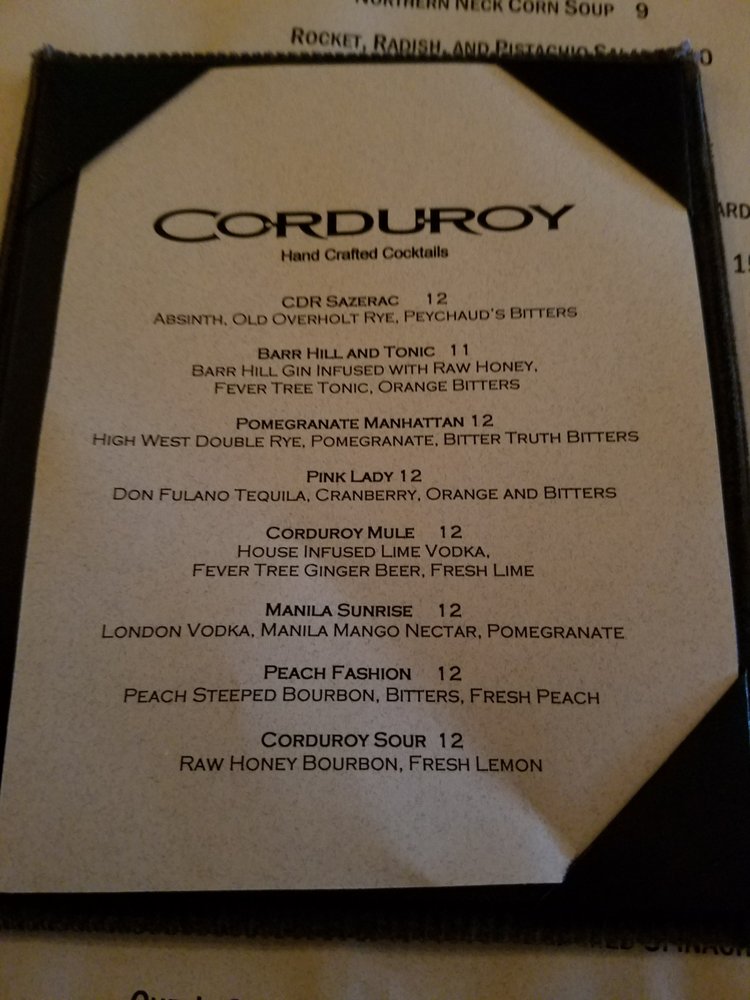 Northern Neck Corn Soup 9
Rocket, Radish, and Pistachio
Corduroy
Hand Crafted Cocktails
CDR Sazerac 12
Absinth, Old Overholt Rye, Peychaud's Bitters
Barr Hill and Tonic 11
Barr Hill Gin Infused with Raw Honey,
Fever Tree Tonic, Orange Bitters
Pomegranate Manhattan 12
High West Double Rye, Pomegranate, Bitter Truth Bitters
Pink Lady 12
Don Fulano Tequila, Cranberry, Orange and Bitters
Corduroy Mule 12
House Infused Lime Vodka,
Fever Tree Ginger Beer, Fresh Lime
Manila Sunrise 12
London Vodka, Manila Mango Nectar, Pomegranate
Peach Fashion 12
Peach Steeped Bourbon, Bitters, Fresh Peach
Corduroy Sour 12
Raw Honey Bourbon, Fresh Lemon